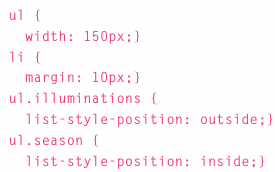 ul {
  width: 150px;}
li {
  margin: 10px;}
ul.illuminations {
  list-style-position: outside;}
ul.season {
  list-style-position: inside;}